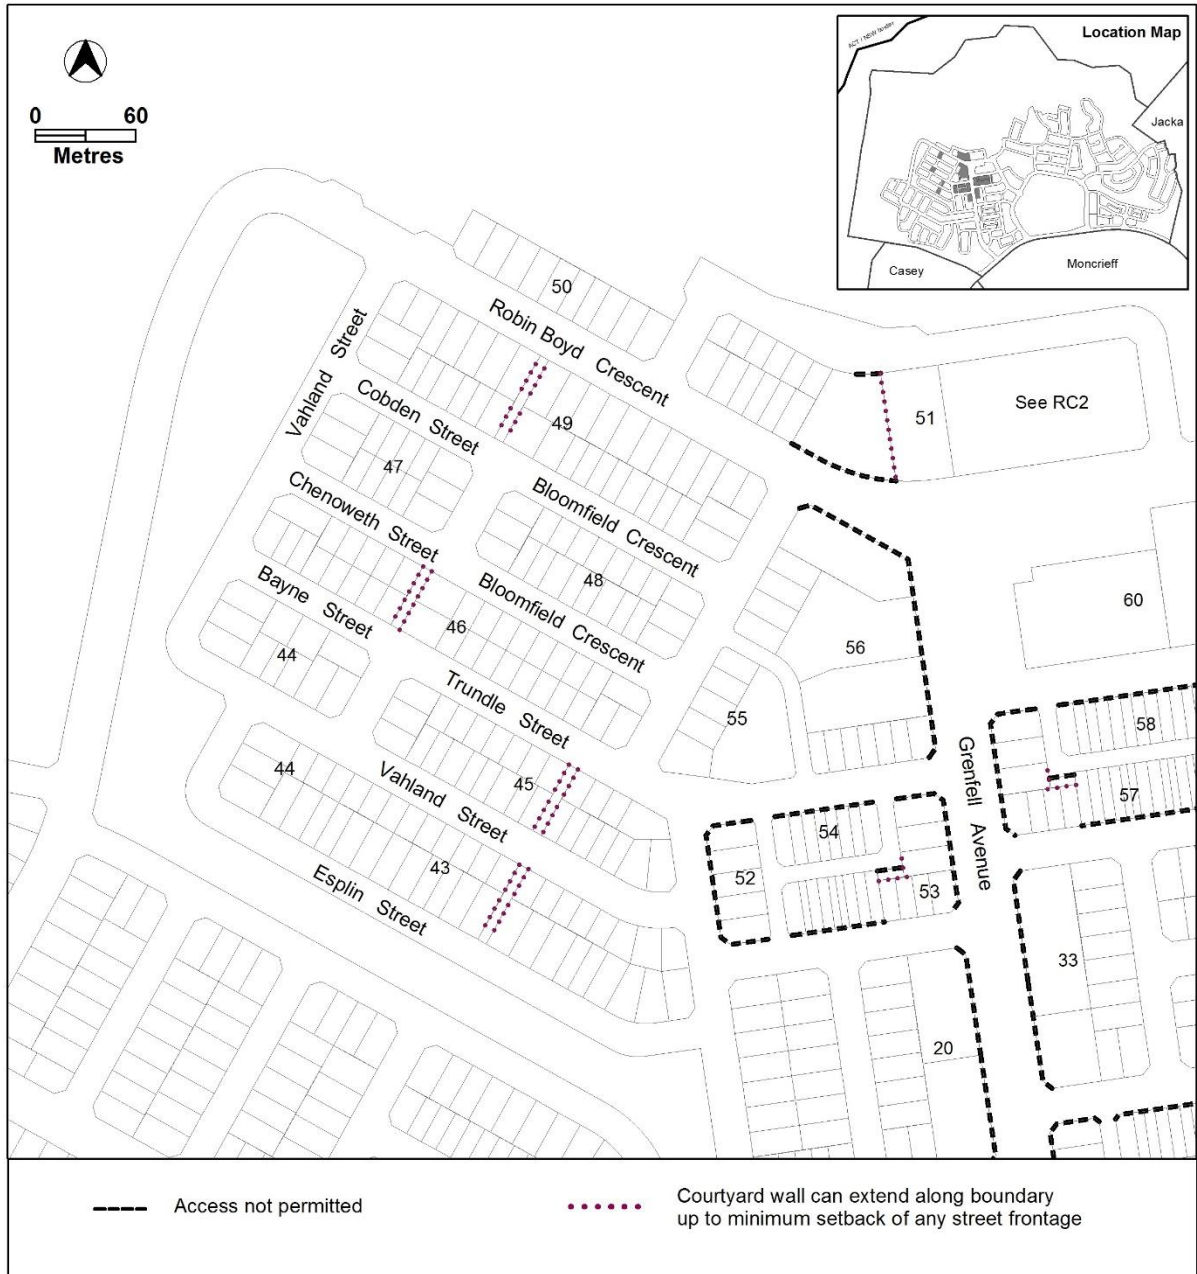 Location Map
ACT / NSW border
Jacka
Casey
Moncrieff
0 60
Metres
50
Robin Boyd Crescent
Vahland Street
Cobden Street
49
51
See RC2
47
Chenoweth Street
Bloomfield Crescent
48
Bloomfield Crescent
60
Bayne Street
46
44
56
Trundle Street
55
58
45
57
Vahland Street
44
Grenfell Avenue
54
43
52
53
Esplin Street
33
20
Access not permitted
Courtyard wall can extend along boundary
up to minimum setback of any street frontage